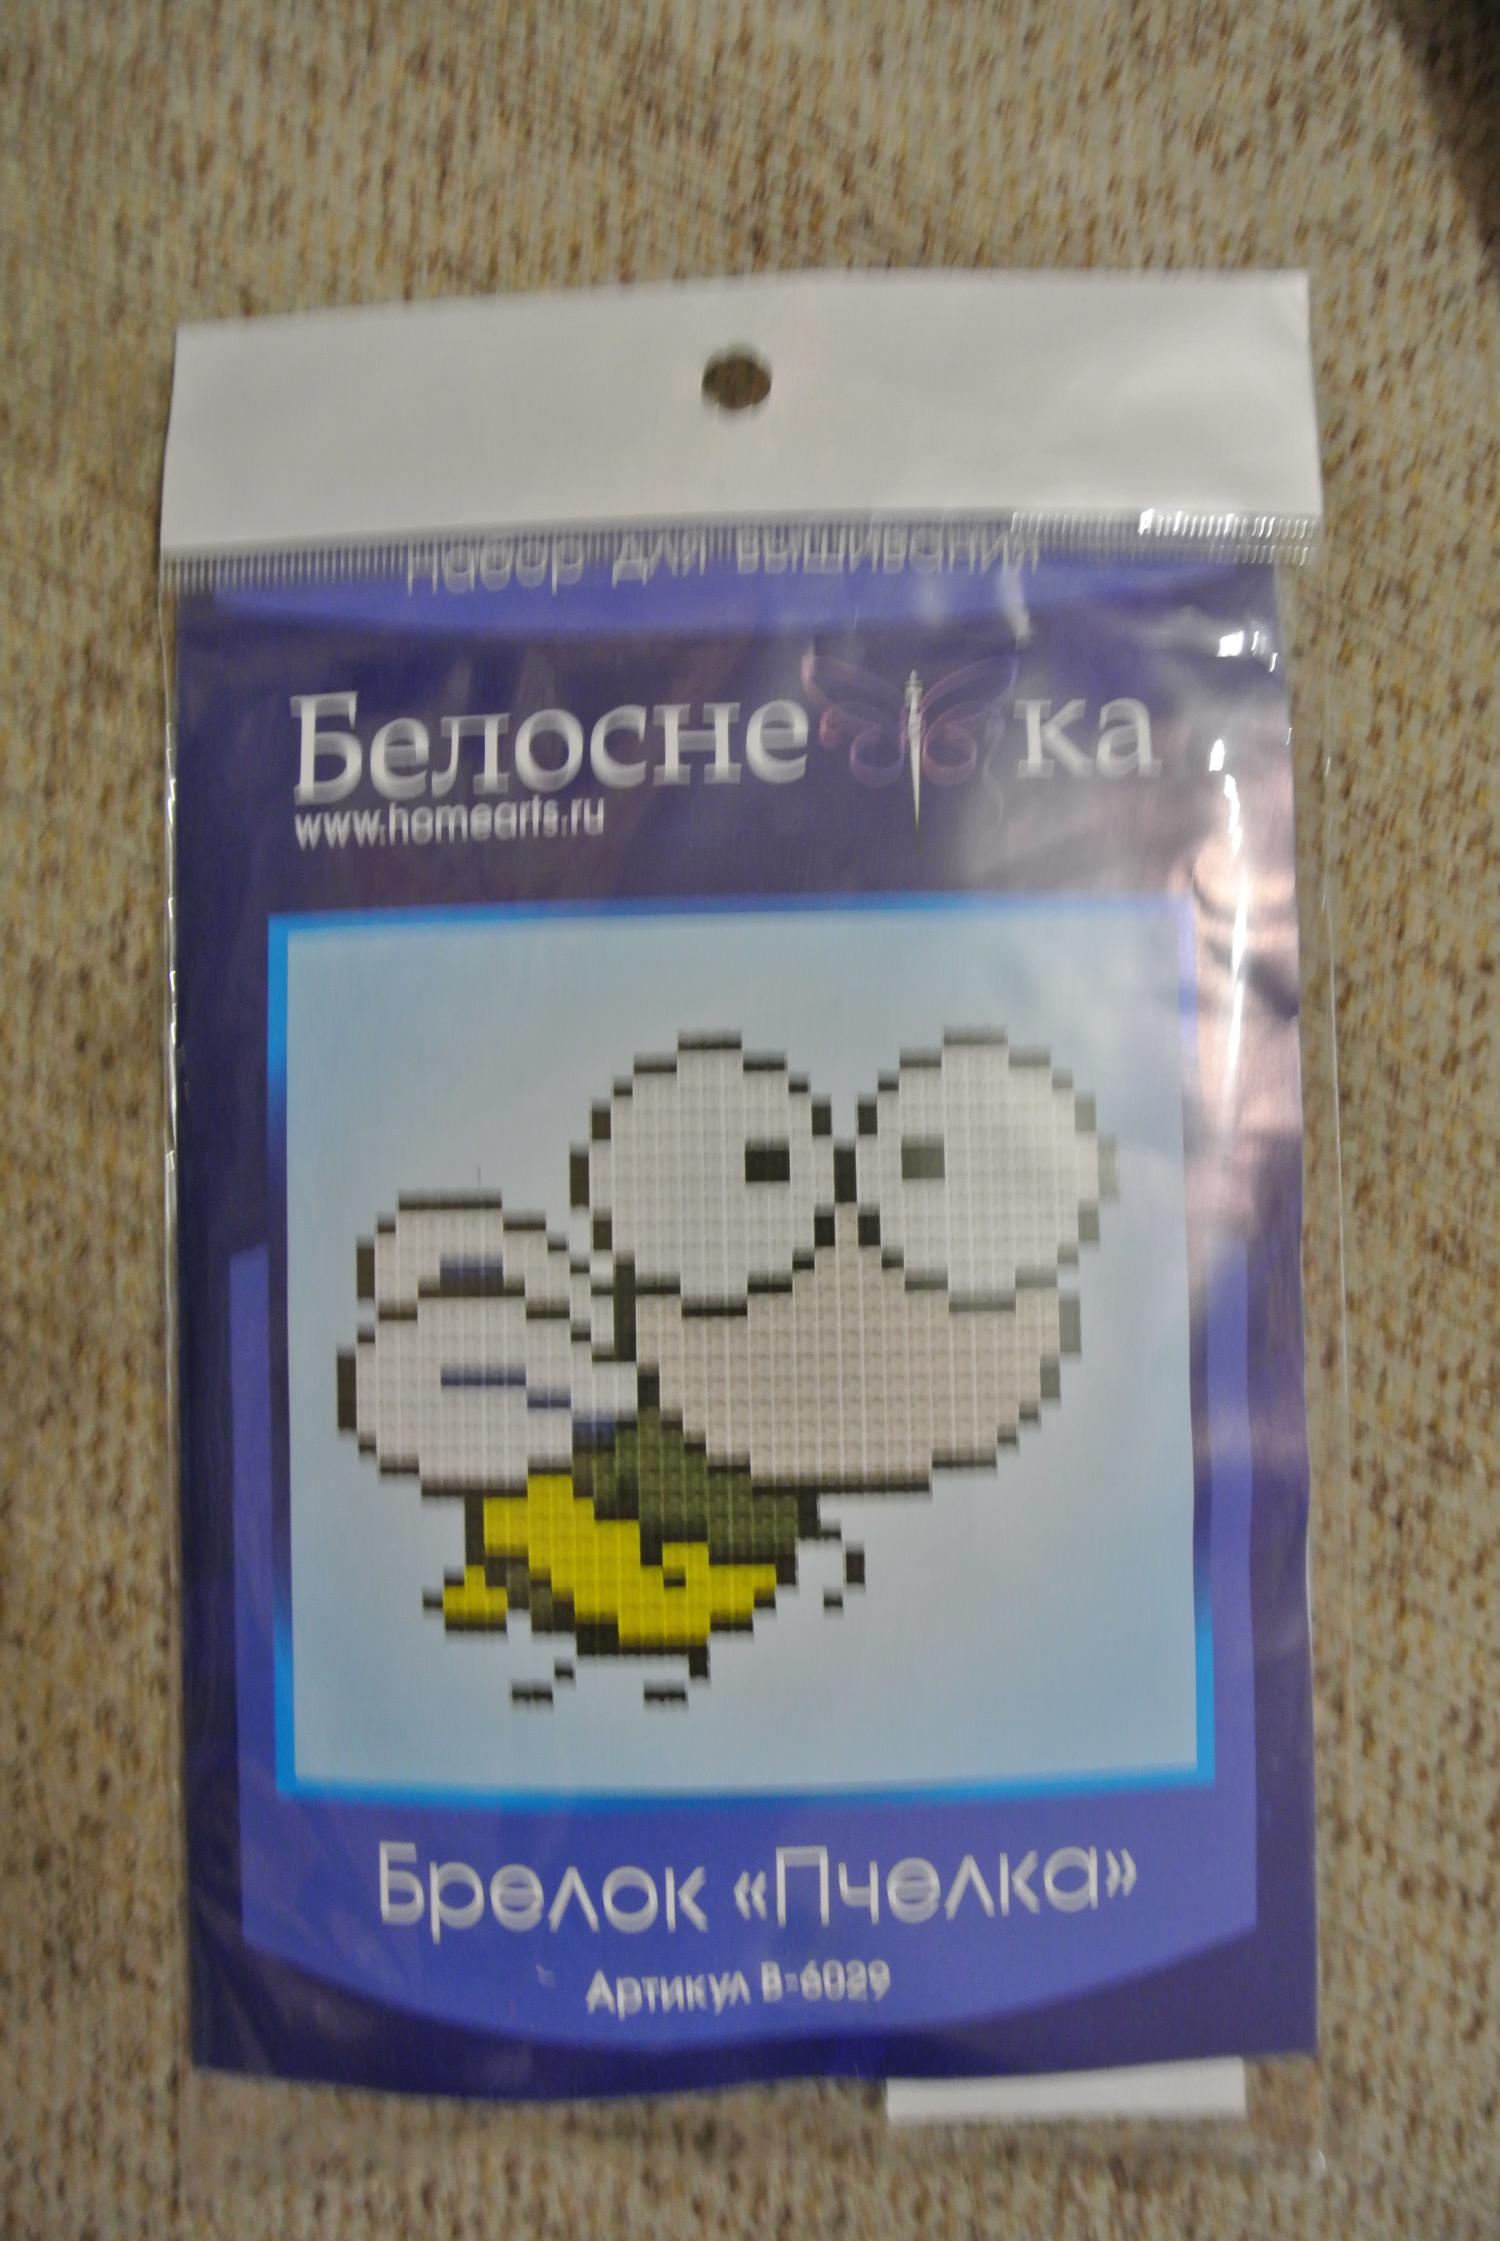 Набор для вышивания
Белоснежка
www.homearts.ru
Брелок «Пчелка»
Артикул В-6029